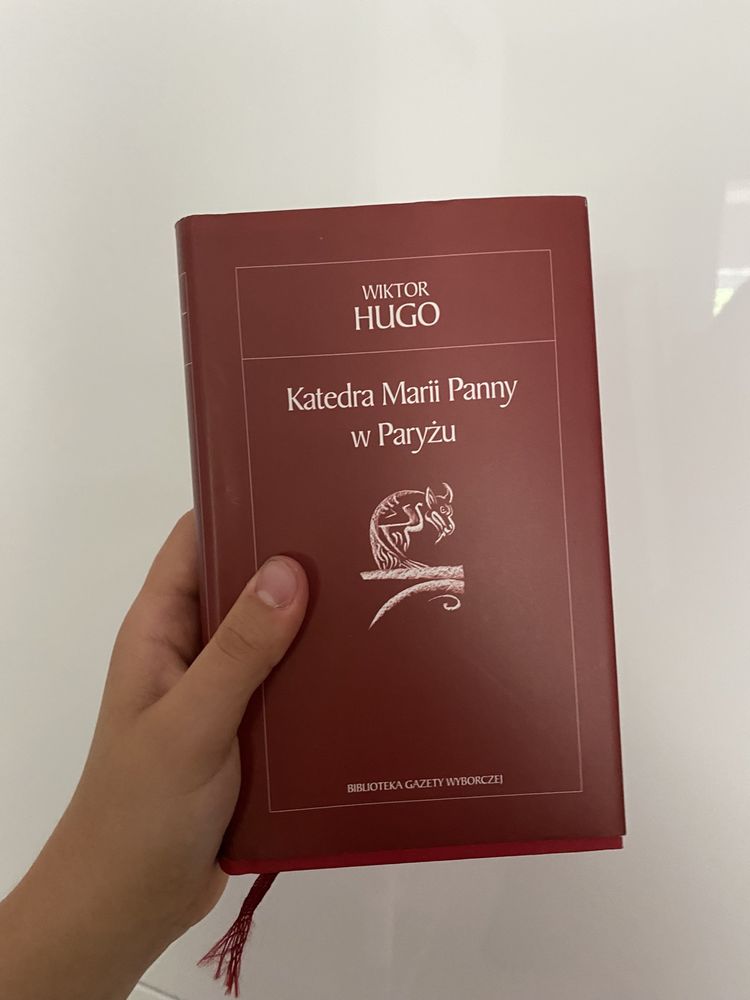 WIKTOR
HUGO
Katedra Marii Panny
w Paryżu
BIBLIOTEKA GAZETY WYBORCZEJ